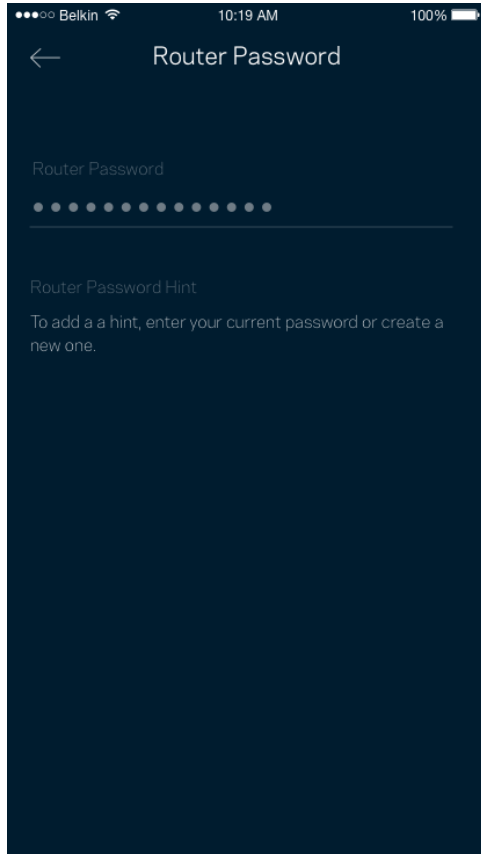 Belkin 10:19 AM 100%
Router Password
Router Password
●●●●●●●●●●●●●●
Router Password Hint
To add a a hint, enter your current password or create a
new one.